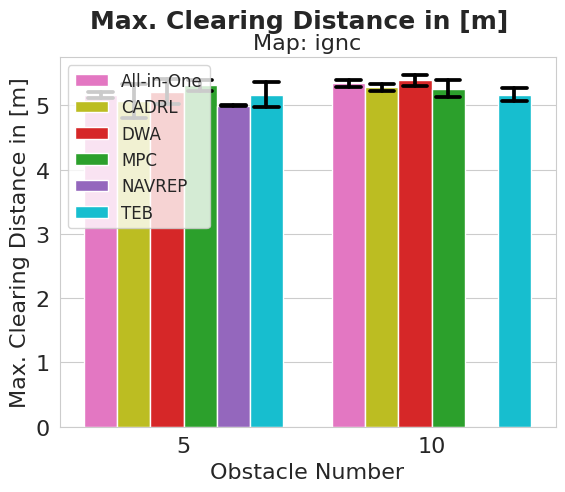 Max. Clearing Distance in [m]
Map: ignc
Max. Clearing Distance in [m]
5
4
3
2
1
0
All-in-One
CADRL
DWA
MPC
NAVREP
TEB
5
10
Obstacle Number